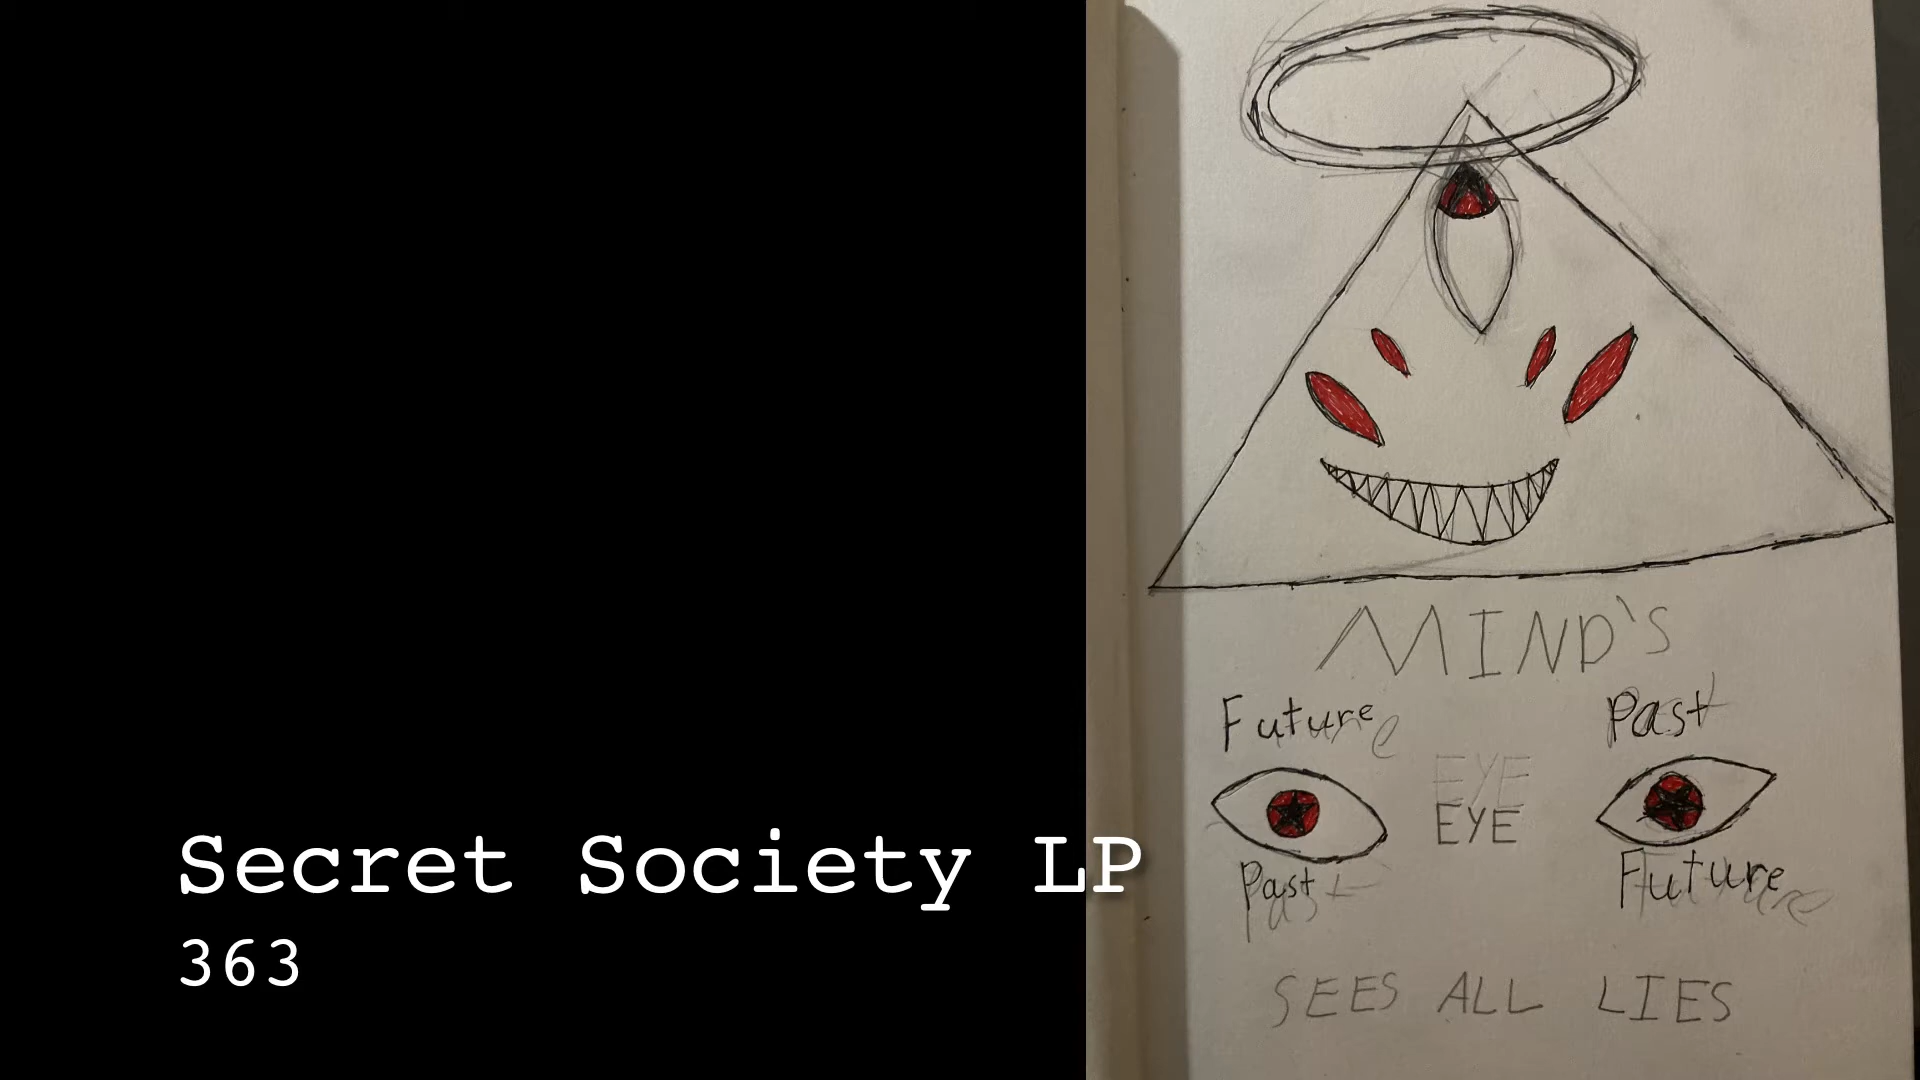 Secret Society LP
363
MIND'S
Future
Past
EYE
EYE
Past
Future
SEES ALL LIES